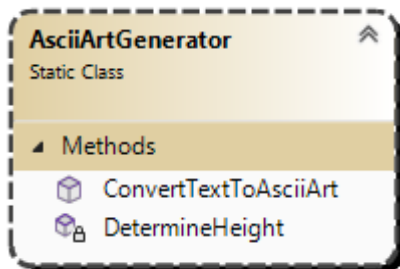 AsciiArtGenerator
Static Class
Methods
ConvertTextToAsciiArt
DetermineHeight